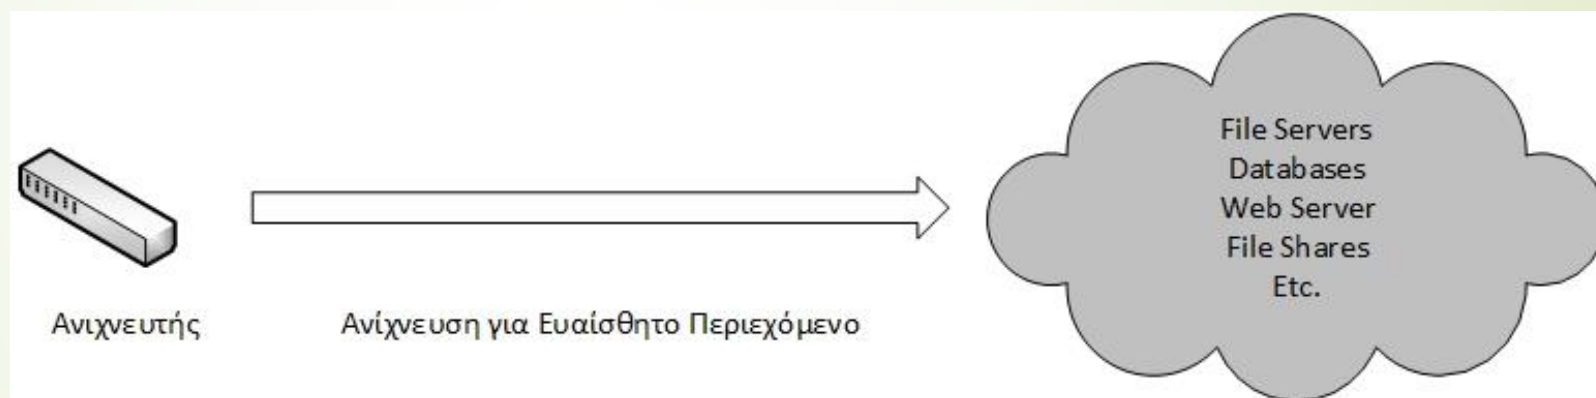 File Servers
Databases
Web Server
File Shares
Etc.
Ανιχνευτής
Ανίχνευση για Ευαίσθητο Περιεχόμενο